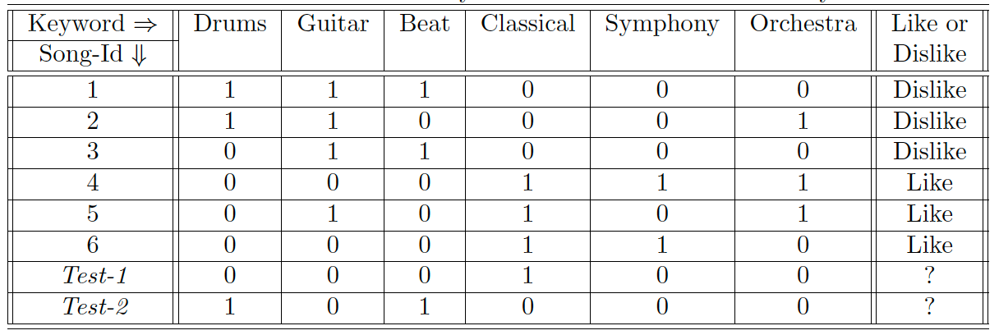 Keyword ⇒ Drums Guitar Beat Classical Symphony Orchestra Like or
Song-Id ⇓ Dislike
1 1 1 1 0 0 0 Dislike
2 1 1 0 0 0 1 Dislike
3 0 1 1 0 0 0 Dislike
4 0 0 0 1 1 1 Like
5 0 1 0 1 0 1 Like
6 0 0 0 1 1 0 Like
Test-1 0 0 0 1 0 0 ?
Test-2 1 0 1 0 0 0 ?